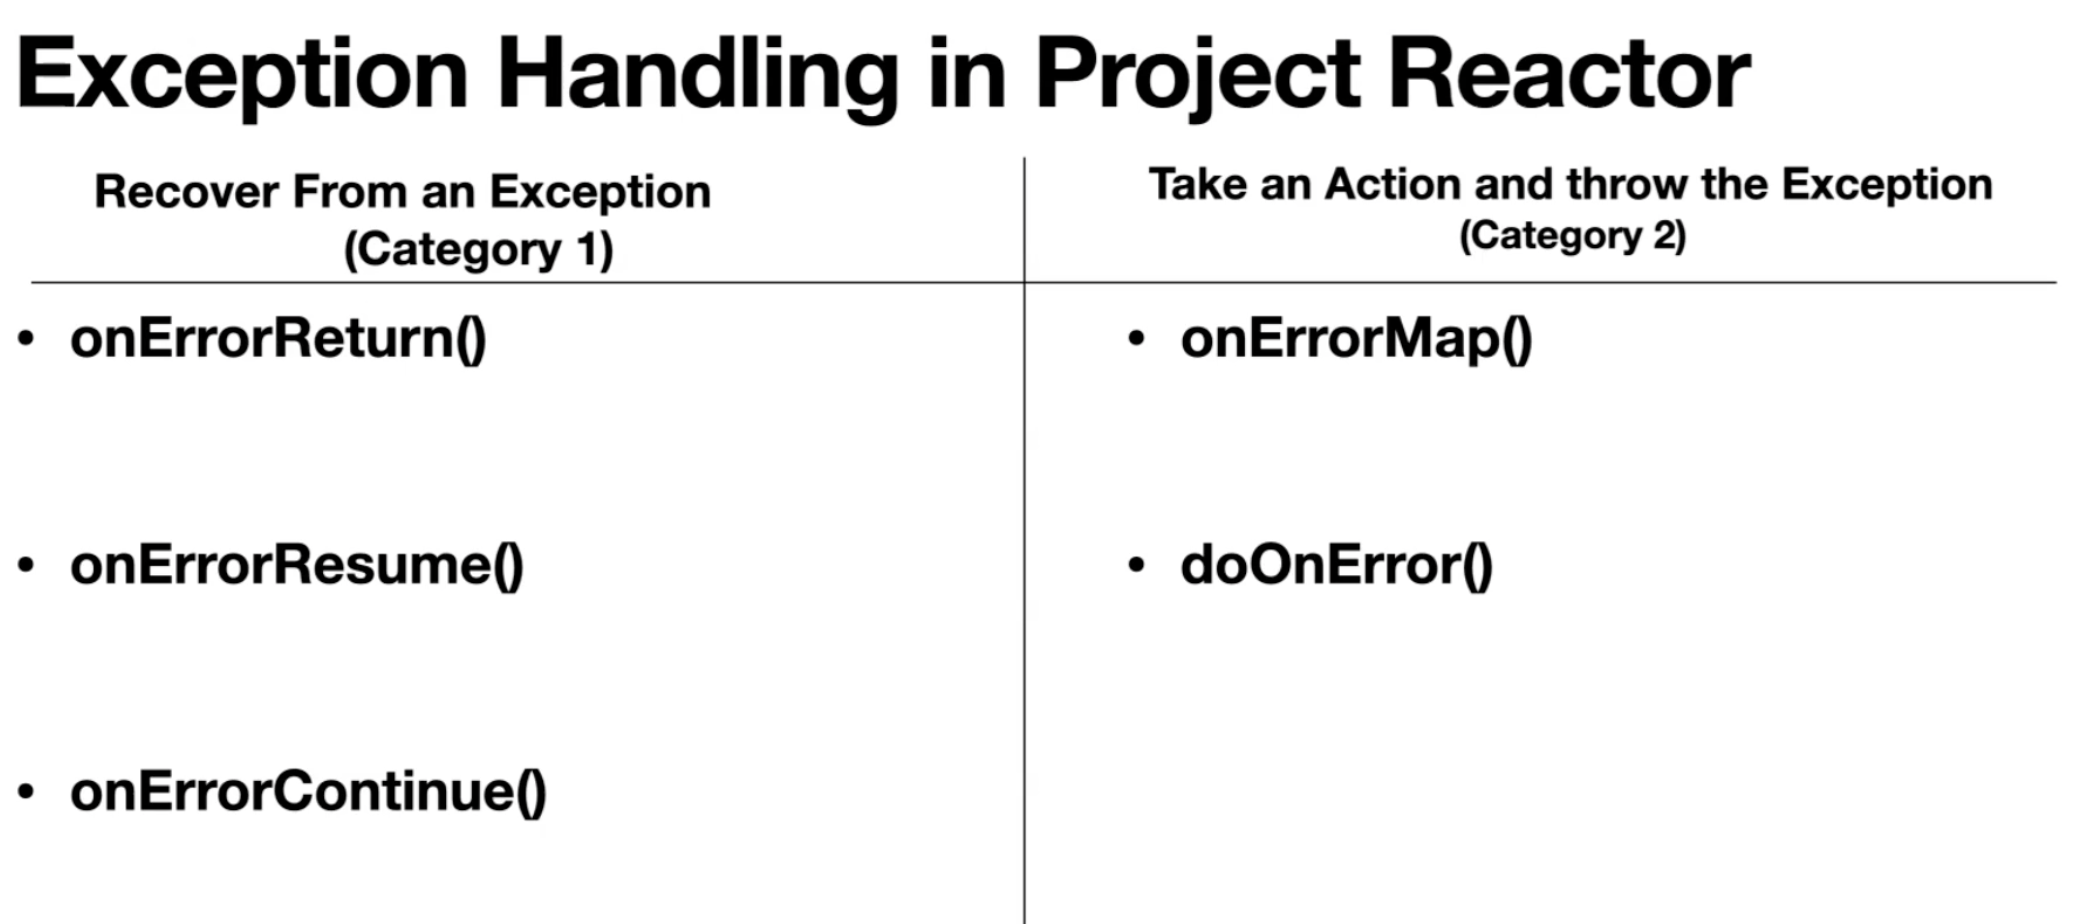 Exception Handling in Project Reactor
Recover From an Exception
(Category 1)
• onErrorReturn()
• onErrorResume()
• onErrorContinue()
Take an Action and throw the Exception
(Category 2)
• onErrorMap()
• doOnError()